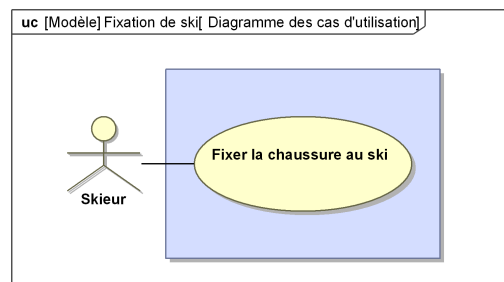 uc [Modèle] Fixation de ski[ Diagramme des cas d'utilisation]
Fixer la chaussure au ski
Skieur